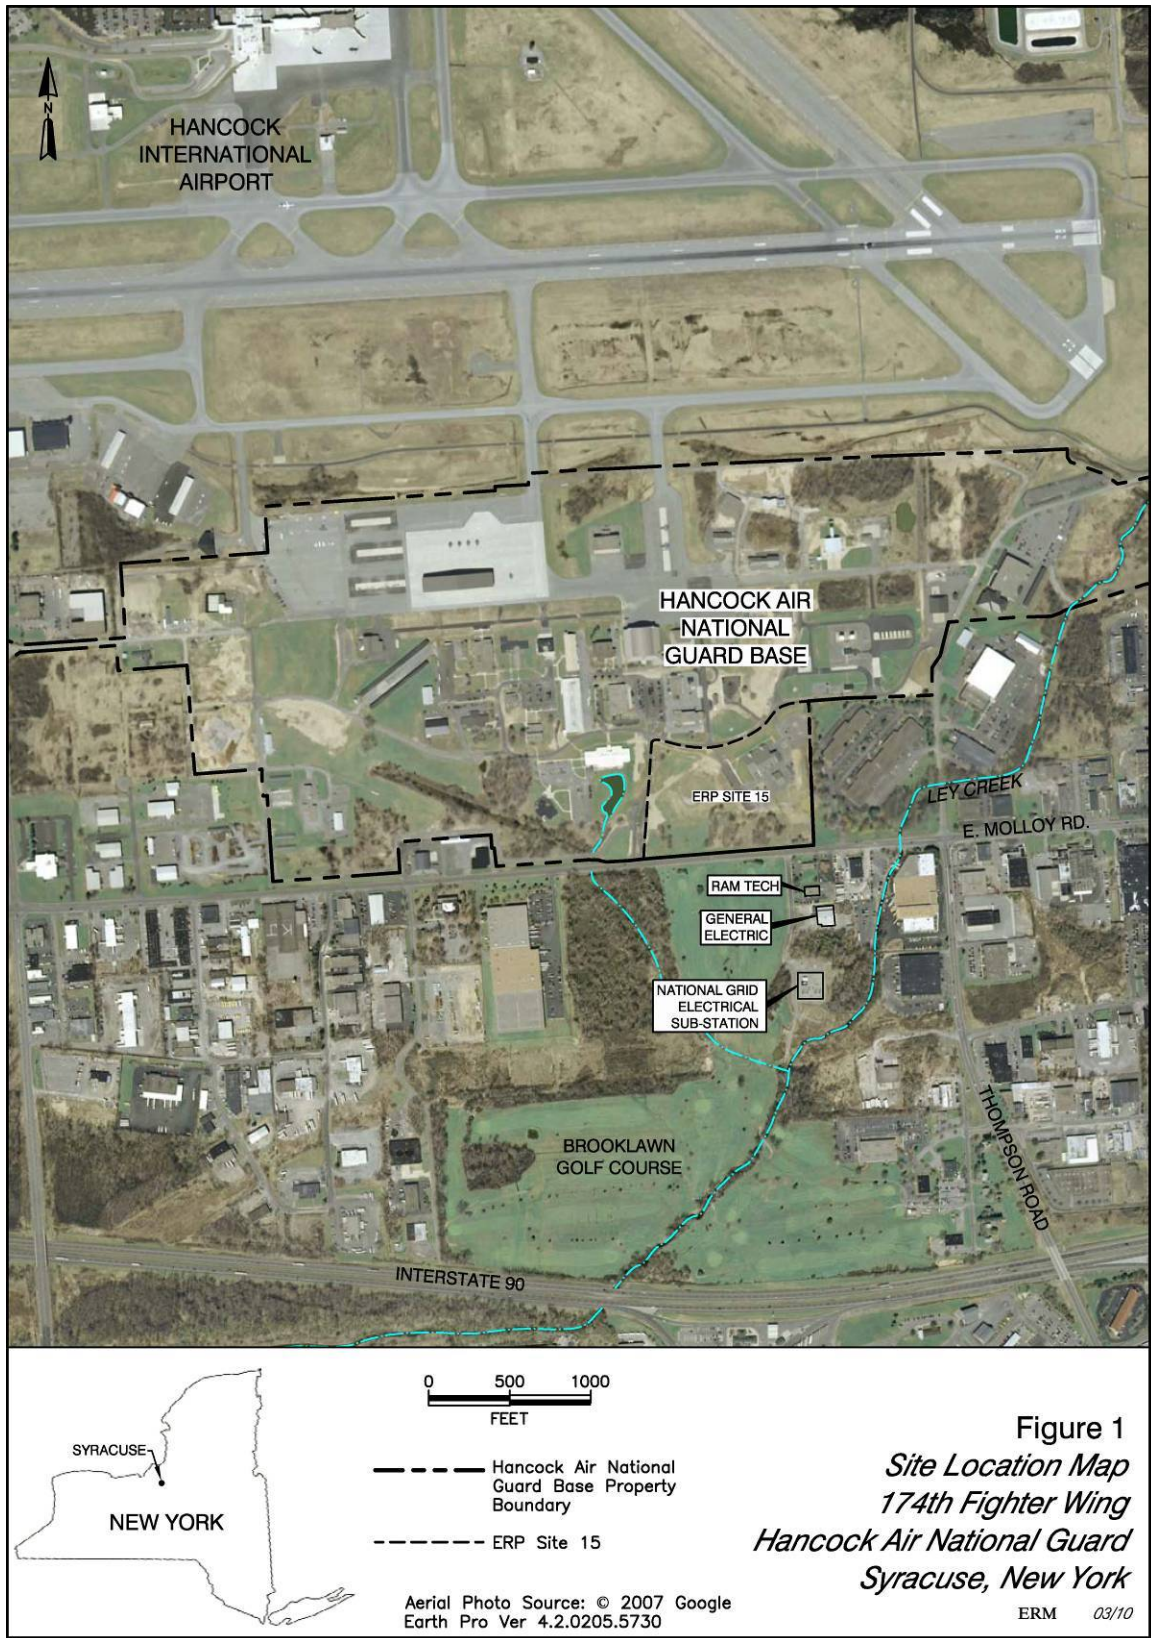 N
HANCOCK
INTERNATIONAL
AIRPORT
HANCOCK AIR
NATIONAL
GUARD BASE
ERP SITE 15
LEY CREEK
E. MOLLOY RD.
RAM TECH
GENERAL
ELECTRIC
NATIONAL GRID
ELECTRICAL
SUB-STATION
THOMPSON ROAD
BROOKLAWN
GOLF COURSE
INTERSTATE 90
SYRACUSE
NEW YORK
0 500 1000
FEET
Hancock Air National
Guard Base Property
Boundary
ERP Site 15
Aerial Photo Source: © 2007 Google
Earth Pro Ver 4.2.0205.5730
Figure 1
Site Location Map
174th Fighter Wing
Hancock Air National Guard
Syracuse, New York
ERM 03/10